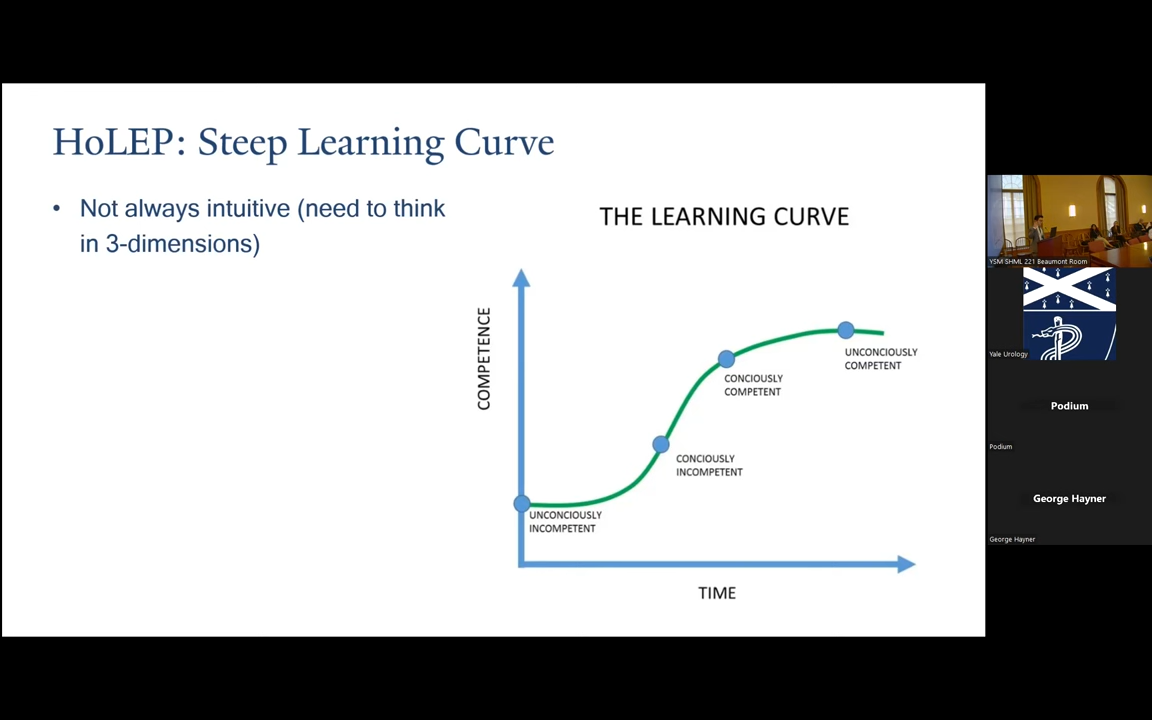 HoLEP: Steep Learning Curve
• Not always intuitive (need to think
in 3-dimensions)
THE LEARNING CURVE
COMPETENCE
UNCONCIOUSLY
COMPETENT
CONCIOUSLY
COMPETENT
CONCIOUSLY
INCOMPETENT
UNCONCIOUSLY
INCOMPETENT
TIME
YSM SHML 221 Beaumont Room
Yale Urology
Podium
Podium
George Hayner
George Hayner